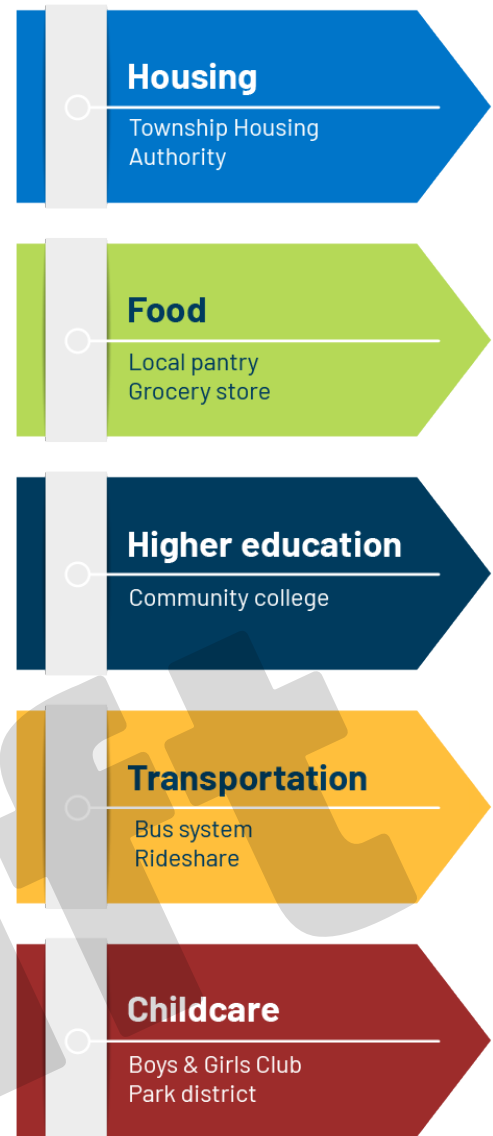 Housing
Township Housing
Authority
Food
Local pantry
Grocery store
Higher education
Community college
Transportation
Bus system
Rideshare
Childcare
Boys & Girls Club
Park district